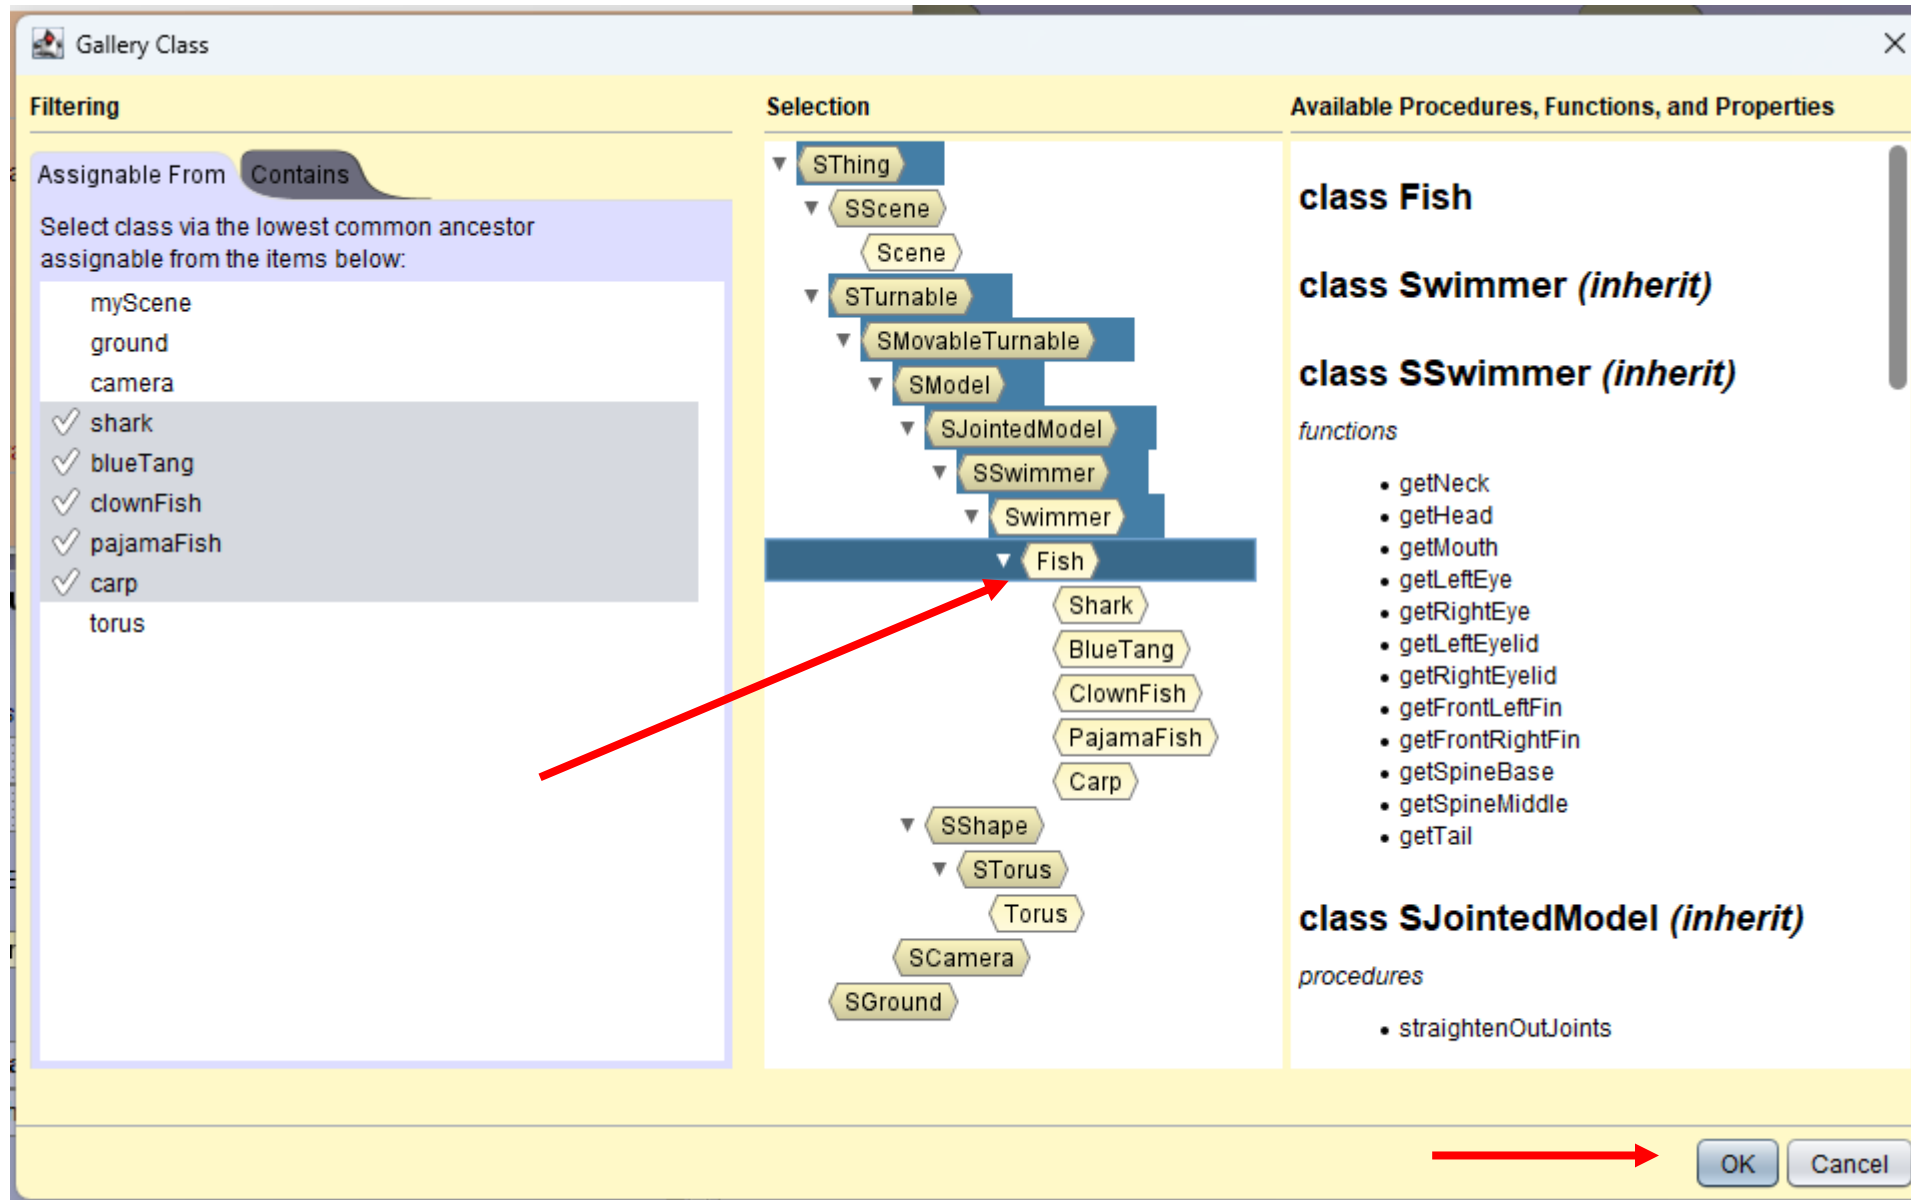 Gallery Class
Filtering
Assignable From
Contains
Select class via the lowest common ancestor
assignable from the items below:
myScene
ground
camera
shark
blueTang
clownFish
pajamaFish
carp
torus
Selection
SThing
SScene
Scene
STurnable
SMovableTurnable
SModel
SJointedModel
SSwimmer
Swimmer
Fish
Shark
BlueTang
ClownFish
PajamaFish
Carp
SShape
STorus
Torus
SCamera
SGround
Available Procedures, Functions, and Properties
class Fish
class Swimmer (inherit)
class SSwimmer (inherit)
functions
• getNeck
• getHead
• getMouth
• getLeftEye
• getRightEye
• getLeftEyelid
• getRightEyelid
• getFrontLeftFin
• getFrontRightFin
• getSpineBase
• getSpineMiddle
• getTail
class SJointedModel (inherit)
procedures
• straightenOutJoints
OK
Cancel